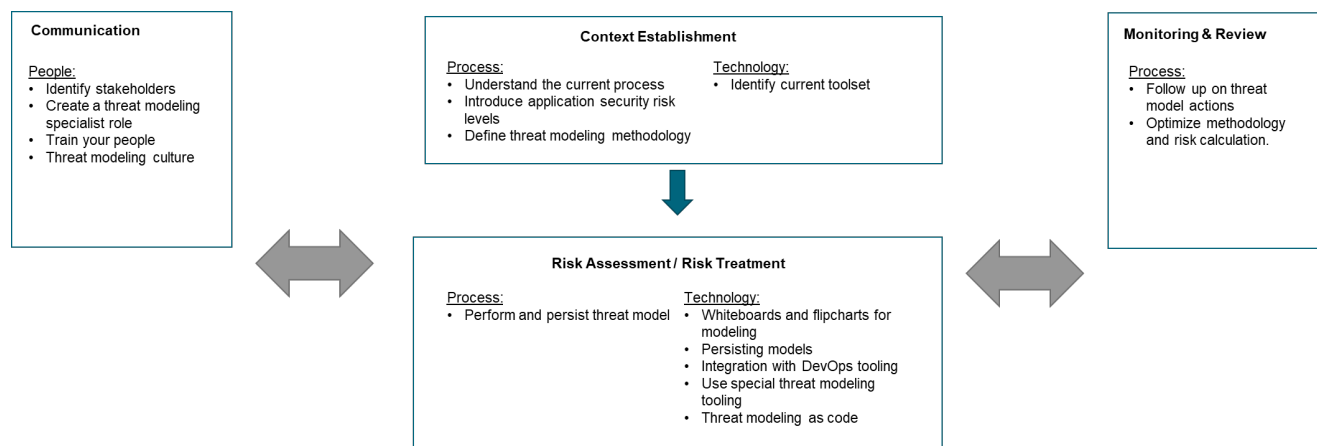 Communication
People:
• Identify stakeholders
• Create a threat modeling
specialist role
• Train your people
• Threat modeling culture
Context Establishment
Process:
• Understand the current process
• Introduce application security risk
levels
• Define threat modeling methodology
Technology:
• Identify current toolset
Risk Assessment / Risk Treatment
Process:
• Perform and persist threat model
Technology:
• Whiteboards and flipcharts for
modeling
• Persisting models
• Integration with DevOps tooling
• Use special threat modeling
tooling
• Threat modeling as code
Monitoring & Review
Process:
• Follow up on threat
model actions
• Optimize methodology
and risk calculation.